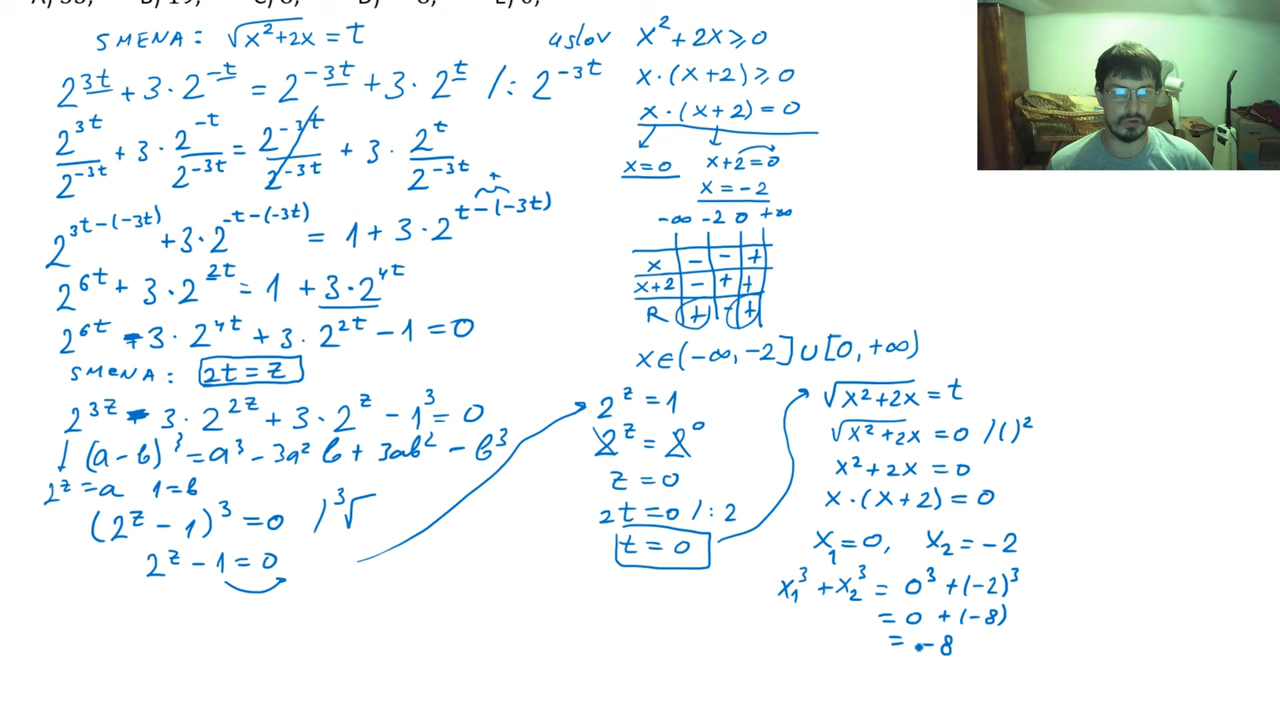 SMENA: √x²+2x = t
2^3t + 3·2^-t = 2^-3t + 3·2^t /: 2^-3t
2^3t/2^-3t + 3·2^-t/2^-3t = 2^-3t/2^-3t + 3·2^t/2^-3t
2^3t-(-3t) + 3·2^-t-(-3t) = 1 + 3·2^t-(-3t)
2^6t + 3·2^2t = 1 + 3·2^4t
2^6t - 3·2^4t + 3·2^2t - 1 = 0
SMENA: 2t = z
2^3z - 3·2^2z + 3·2^z - 1^3 = 0
↓ (a-b)³ = a³ - 3a²b + 3ab² - b³
2^z = a 1 = b
(2^z - 1)³ = 0 /³√
2^z - 1 = 0
uslov x² + 2x ≥ 0
x·(x+2) ≥ 0
x·(x+2) = 0
x=0 x+2=0
x = -2
-∞ -2 0 +∞
x - - +
x+2 - + +
R + - +
x∈(-∞,-2]∪[0,+∞)
2^z = 1
2^z = 2^0
z = 0
2t = 0 /: 2
t = 0
√x²+2x = t
√x²+2x = 0 /()²
x²+2x = 0
x·(x+2) = 0
x₁=0, x₂=-2
x₁³ + x₂³ = 0³ + (-2)³
= 0 + (-8)
= -8